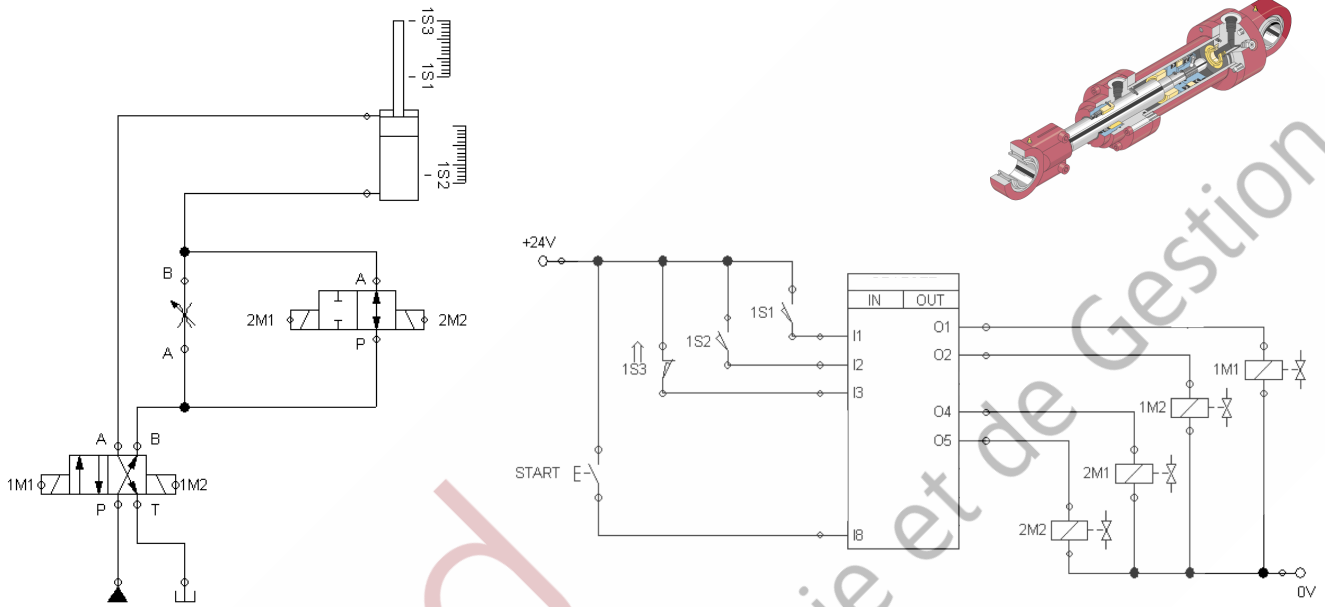 1S3
1S1
1S2
B
A
A
2M1
2M2
P
A B
1M1
1M2
P T
+24V
IN OUT
1S1
I1
O1
1S2
I2
O2
1M1
1S3
I3
1M2
O4
O5
START
2M1
2M2
I8
0V
d
ie et de Gestion